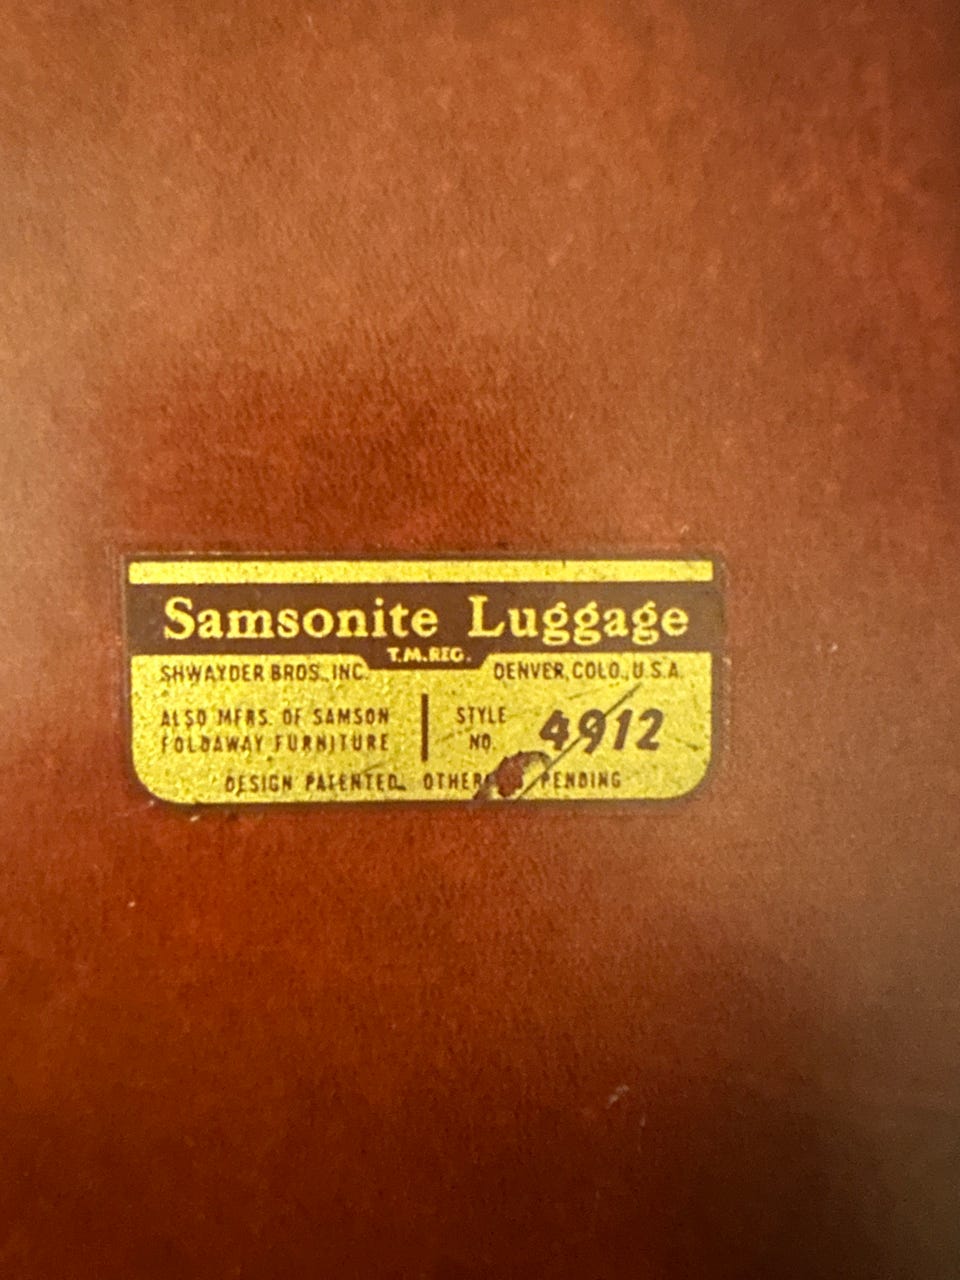 Samsonite Luggage
T.M.REG.
SHWAYDER BROS., INC. DENVER, COLO., U.S.A.
ALSO MFRS. OF SAMSON
FOLDAWAY FURNITURE
STYLE
NO. 4912
DESIGN PATENTED. OTHER PENDING